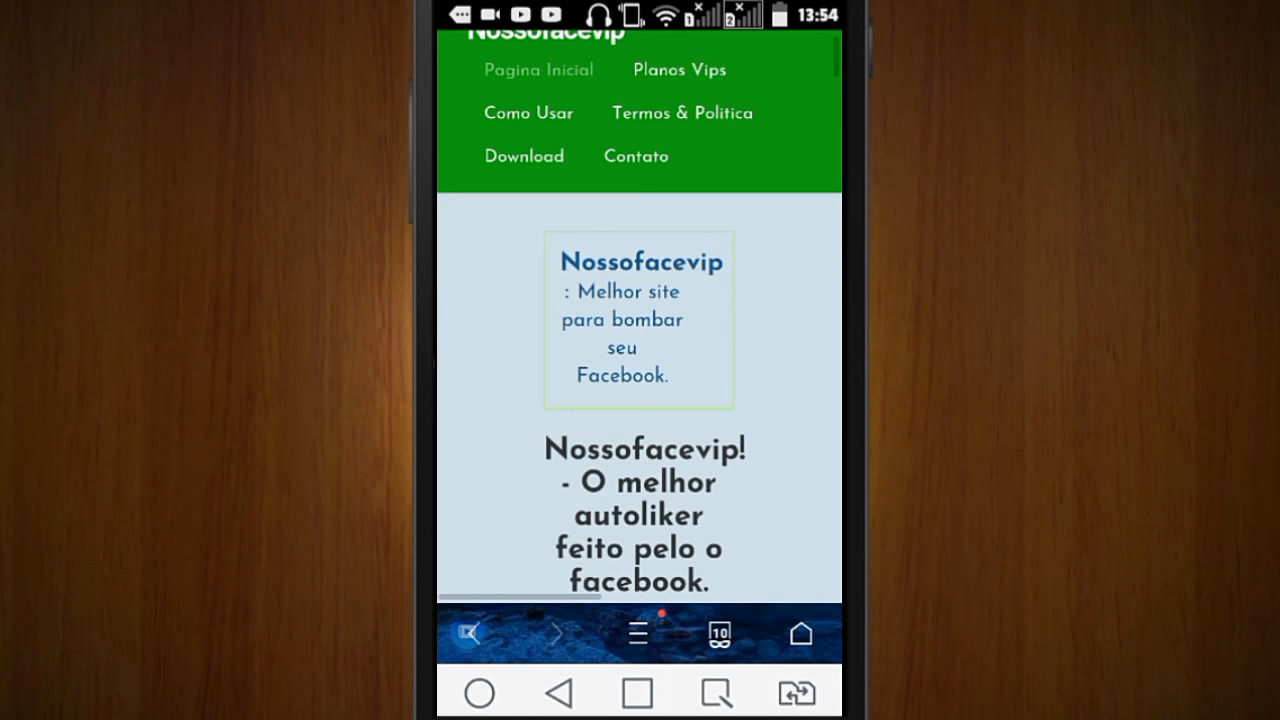 13:54
Nossofacevip
Pagina Inicial Planos Vips
Como Usar Termos & Politica
Download Contato
Nossofacevip
: Melhor site
para bombar
seu
Facebook.
Nossofacevip!
- O melhor
autoliker
feito pelo o
facebook.
10